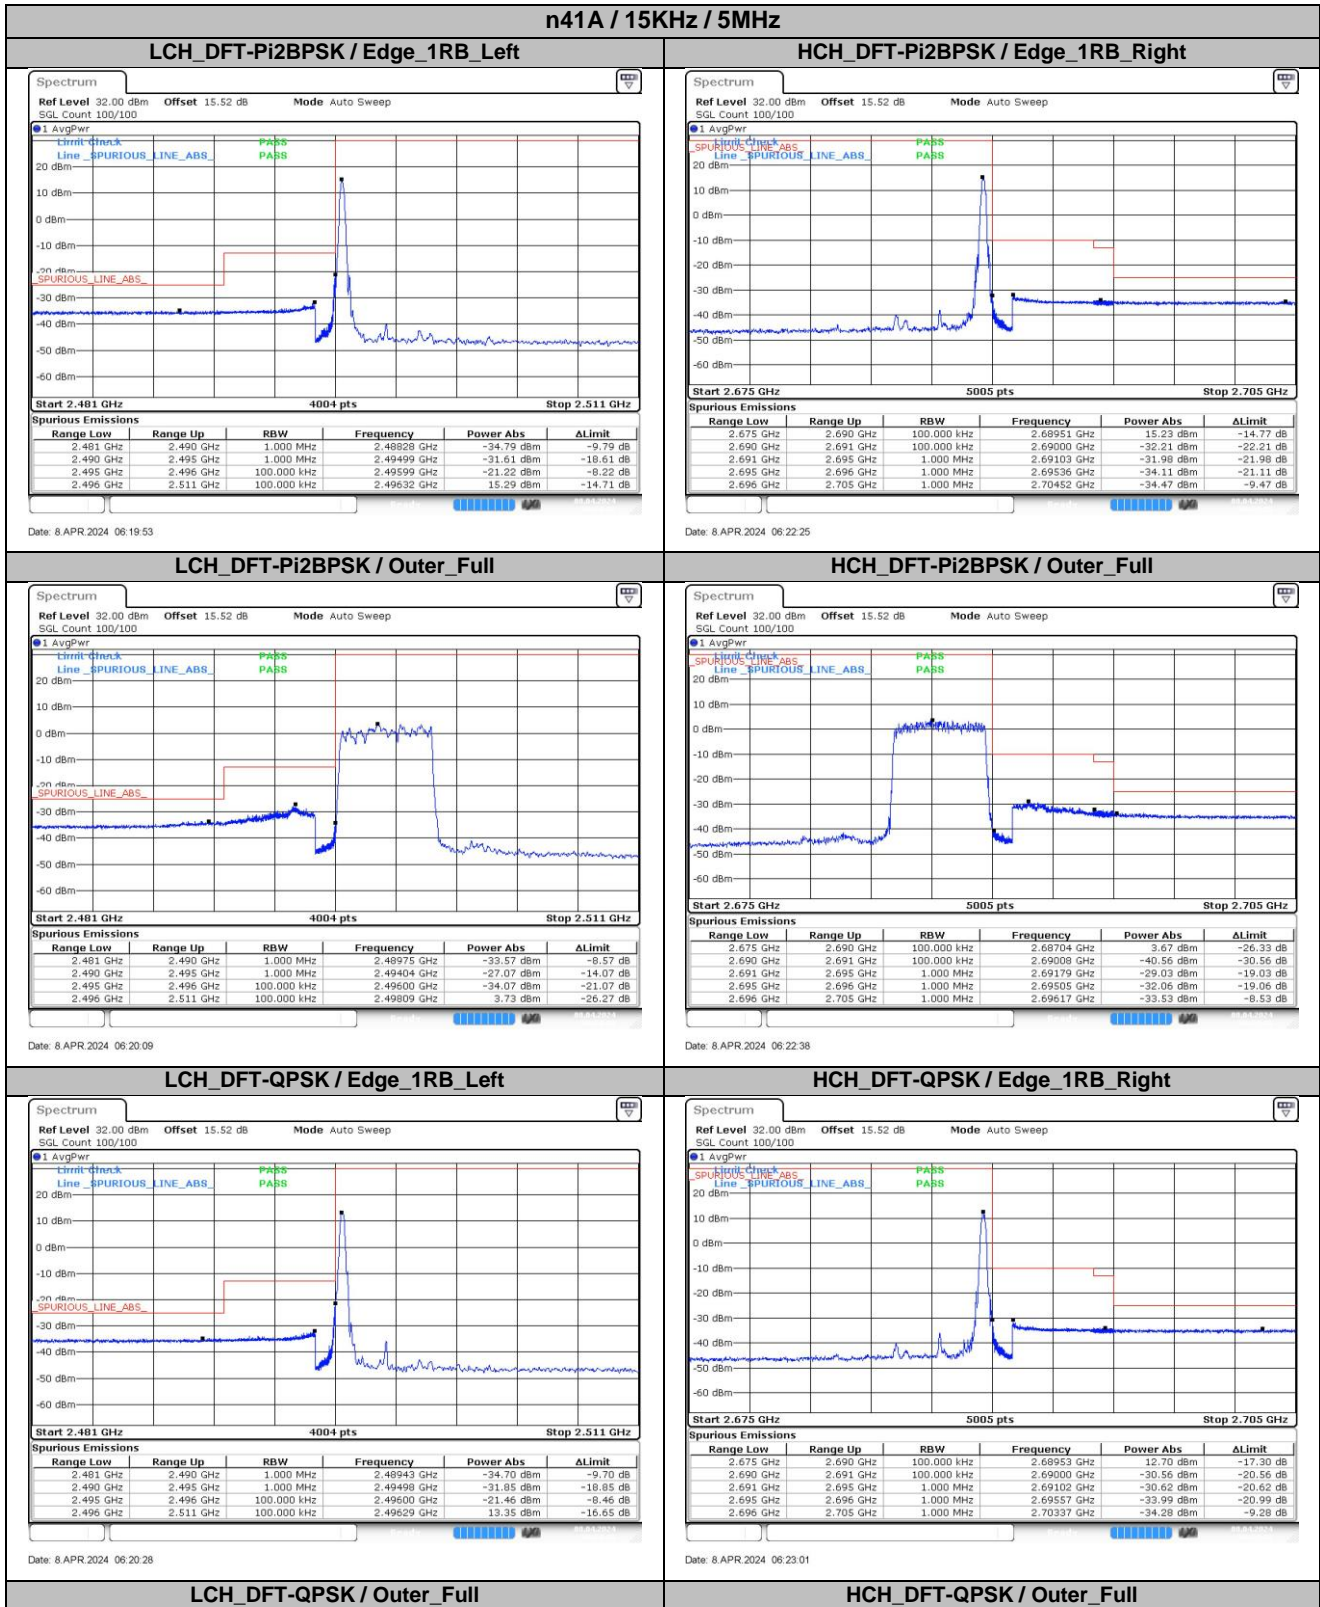 n41A / 15KHz / 5MHz
LCH_DFT-Pi2BPSK / Edge_1RB_Left
HCH_DFT-Pi2BPSK / Edge_1RB_Right
Spectrum
Ref Level 32.00 dBm Offset 15.52 dB Mode Auto Sweep
SGL Count 100/100
1 AvgPwr
Limit Check PASS
Line _SPURIOUS_LINE_ABS_ PASS
20 dBm
10 dBm
0 dBm
-10 dBm
-20 dBm
_SPURIOUS_LINE_ABS_
-30 dBm
-40 dBm
-50 dBm
-60 dBm
Start 2.481 GHz 4004 pts Stop 2.511 GHz
Spurious Emissions
Range Low Range Up RBW Frequency Power Abs ΔLimit
2.481 GHz 2.490 GHz 1.000 MHz 2.48828 GHz -34.79 dBm -9.79 dB
2.490 GHz 2.495 GHz 1.000 MHz 2.49499 GHz -31.61 dBm -18.61 dB
2.495 GHz 2.496 GHz 100.000 kHz 2.49599 GHz -21.22 dBm -8.22 dB
2.496 GHz 2.511 GHz 100.000 kHz 2.49632 GHz 15.29 dBm -14.71 dB
Date: 8.APR.2024 06:19:53
Spectrum
Ref Level 32.00 dBm Offset 15.52 dB Mode Auto Sweep
SGL Count 100/100
1 AvgPwr
Limit Check PASS
_SPURIOUS_LINE_ABS_
Line _SPURIOUS_LINE_ABS_ PASS
20 dBm
10 dBm
0 dBm
-10 dBm
-20 dBm
-30 dBm
-40 dBm
-50 dBm
-60 dBm
Start 2.675 GHz 5005 pts Stop 2.705 GHz
Spurious Emissions
Range Low Range Up RBW Frequency Power Abs ΔLimit
2.675 GHz 2.690 GHz 100.000 kHz 2.68951 GHz 15.23 dBm -14.77 dB
2.690 GHz 2.691 GHz 100.000 kHz 2.69000 GHz -32.21 dBm -22.21 dB
2.691 GHz 2.695 GHz 1.000 MHz 2.69103 GHz -31.98 dBm -21.98 dB
2.695 GHz 2.696 GHz 1.000 MHz 2.69536 GHz -34.11 dBm -21.11 dB
2.696 GHz 2.705 GHz 1.000 MHz 2.70452 GHz -34.47 dBm -9.47 dB
Date: 8.APR.2024 06:22:25
LCH_DFT-Pi2BPSK / Outer_Full
HCH_DFT-Pi2BPSK / Outer_Full
Spectrum
Ref Level 32.00 dBm Offset 15.52 dB Mode Auto Sweep
SGL Count 100/100
1 AvgPwr
Limit Check PASS
Line _SPURIOUS_LINE_ABS_ PASS
20 dBm
10 dBm
0 dBm
-10 dBm
-20 dBm
_SPURIOUS_LINE_ABS_
-30 dBm
-40 dBm
-50 dBm
-60 dBm
Start 2.481 GHz 4004 pts Stop 2.511 GHz
Spurious Emissions
Range Low Range Up RBW Frequency Power Abs ΔLimit
2.481 GHz 2.490 GHz 1.000 MHz 2.48975 GHz -33.57 dBm -8.57 dB
2.490 GHz 2.495 GHz 1.000 MHz 2.49404 GHz -27.07 dBm -14.07 dB
2.495 GHz 2.496 GHz 100.000 kHz 2.49600 GHz -34.07 dBm -21.07 dB
2.496 GHz 2.511 GHz 100.000 kHz 2.49809 GHz 3.73 dBm -26.27 dB
Date: 8.APR.2024 06:20:09
Spectrum
Ref Level 32.00 dBm Offset 15.52 dB Mode Auto Sweep
SGL Count 100/100
1 AvgPwr
Limit Check PASS
_SPURIOUS_LINE_ABS_
Line _SPURIOUS_LINE_ABS_ PASS
20 dBm
10 dBm
0 dBm
-10 dBm
-20 dBm
-30 dBm
-40 dBm
-50 dBm
-60 dBm
Start 2.675 GHz 5005 pts Stop 2.705 GHz
Spurious Emissions
Range Low Range Up RBW Frequency Power Abs ΔLimit
2.675 GHz 2.690 GHz 100.000 kHz 2.68704 GHz 3.67 dBm -26.33 dB
2.690 GHz 2.691 GHz 100.000 kHz 2.69008 GHz -40.56 dBm -30.56 dB
2.691 GHz 2.695 GHz 1.000 MHz 2.69179 GHz -29.03 dBm -19.03 dB
2.695 GHz 2.696 GHz 1.000 MHz 2.69505 GHz -32.06 dBm -19.06 dB
2.696 GHz 2.705 GHz 1.000 MHz 2.69617 GHz -33.53 dBm -8.53 dB
Date: 8.APR.2024 06:22:38
LCH_DFT-QPSK / Edge_1RB_Left
HCH_DFT-QPSK / Edge_1RB_Right
Spectrum
Ref Level 32.00 dBm Offset 15.52 dB Mode Auto Sweep
SGL Count 100/100
1 AvgPwr
Limit Check PASS
Line _SPURIOUS_LINE_ABS_ PASS
20 dBm
10 dBm
0 dBm
-10 dBm
-20 dBm
_SPURIOUS_LINE_ABS_
-30 dBm
-40 dBm
-50 dBm
-60 dBm
Start 2.481 GHz 4004 pts Stop 2.511 GHz
Spurious Emissions
Range Low Range Up RBW Frequency Power Abs ΔLimit
2.481 GHz 2.490 GHz 1.000 MHz 2.48943 GHz -34.70 dBm -9.70 dB
2.490 GHz 2.495 GHz 1.000 MHz 2.49498 GHz -31.85 dBm -18.85 dB
2.495 GHz 2.496 GHz 100.000 kHz 2.49600 GHz -21.46 dBm -8.46 dB
2.496 GHz 2.511 GHz 100.000 kHz 2.49629 GHz 13.35 dBm -16.65 dB
Date: 8.APR.2024 06:20:28
Spectrum
Ref Level 32.00 dBm Offset 15.52 dB Mode Auto Sweep
SGL Count 100/100
1 AvgPwr
Limit Check PASS
_SPURIOUS_LINE_ABS_
Line _SPURIOUS_LINE_ABS_ PASS
20 dBm
10 dBm
0 dBm
-10 dBm
-20 dBm
-30 dBm
-40 dBm
-50 dBm
-60 dBm
Start 2.675 GHz 5005 pts Stop 2.705 GHz
Spurious Emissions
Range Low Range Up RBW Frequency Power Abs ΔLimit
2.675 GHz 2.690 GHz 100.000 kHz 2.68953 GHz 12.70 dBm -17.30 dB
2.690 GHz 2.691 GHz 100.000 kHz 2.69000 GHz -30.56 dBm -20.56 dB
2.691 GHz 2.695 GHz 1.000 MHz 2.69102 GHz -30.62 dBm -20.62 dB
2.695 GHz 2.696 GHz 1.000 MHz 2.69557 GHz -33.99 dBm -20.99 dB
2.696 GHz 2.705 GHz 1.000 MHz 2.70337 GHz -34.28 dBm -9.28 dB
Date: 8.APR.2024 06:23:01
LCH_DFT-QPSK / Outer_Full
HCH_DFT-QPSK / Outer_Full